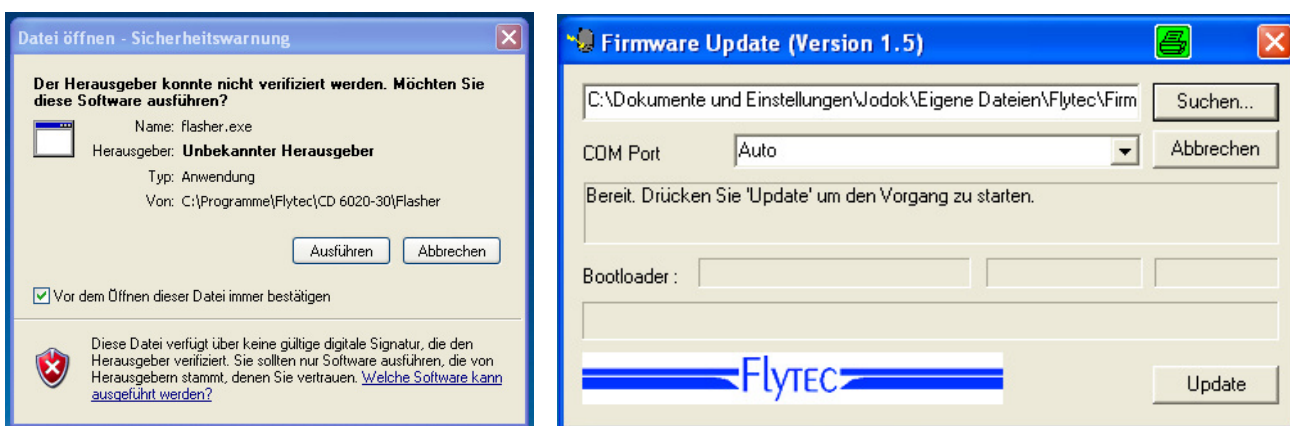 Datei öffnen - Sicherheitswarnung
Der Herausgeber konnte nicht verifiziert werden. Möchten Sie
diese Software ausführen?
Name: flasher.exe
Herausgeber: Unbekannter Herausgeber
Typ: Anwendung
Von: C:\Programme\Flytec\CD 6020-30\Flasher
Ausführen
Abbrechen
Vor dem Öffnen dieser Datei immer bestätigen
Diese Datei verfügt über keine gültige digitale Signatur, die den
Herausgeber verifiziert. Sie sollten nur Software ausführen, die von
Herausgebern stammt, denen Sie vertrauen. Welche Software kann
ausgeführt werden?
Firmware Update (Version 1.5)
C:\Dokumente und Einstellungen\Jodok\Eigene Dateien\Flytec\Firm
Suchen...
COM Port
Auto
Abbrechen
Bereit. Drücken Sie 'Update' um den Vorgang zu starten.
Bootloader :
FLYTEC
Update